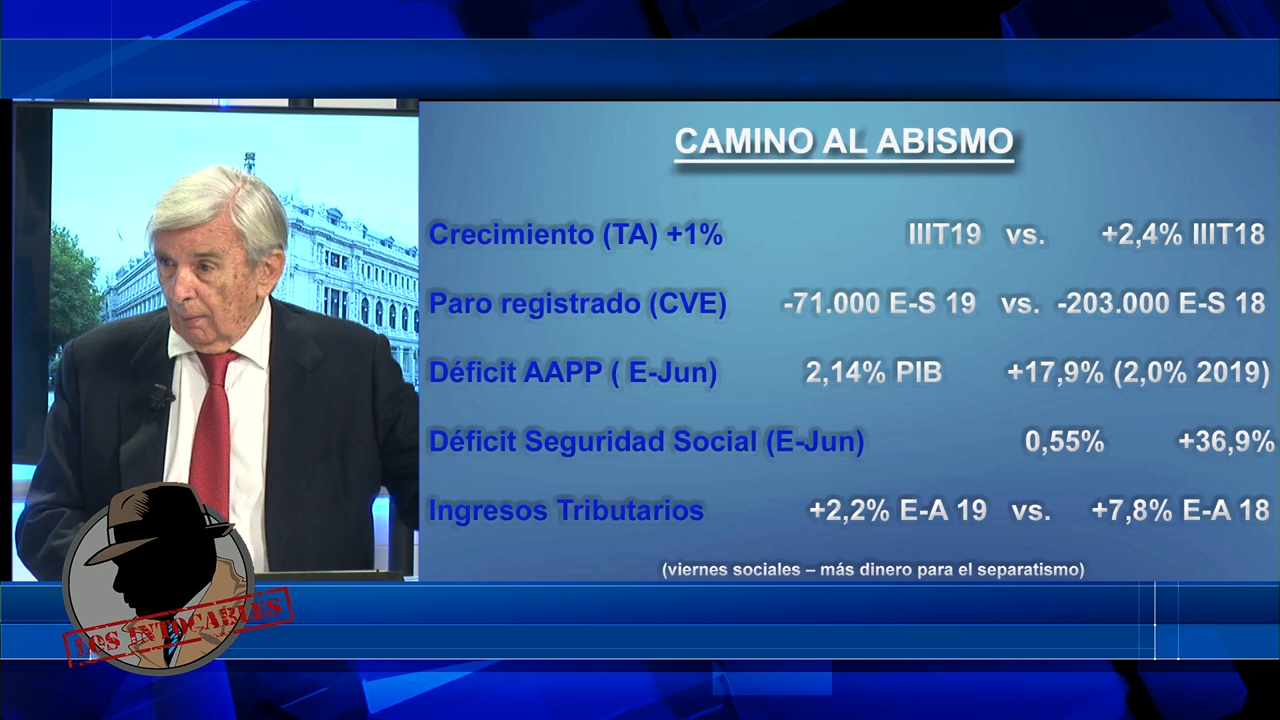 CAMINO AL ABISMO
Crecimiento (TA) +1% IIIT19 vs. +2,4% IIIT18
Paro registrado (CVE) -71.000 E-S 19 vs. -203.000 E-S 18
Déficit AAPP ( E-Jun) 2,14% PIB +17,9% (2,0% 2019)
Déficit Seguridad Social (E-Jun) 0,55% +36,9%
Ingresos Tributarios +2,2% E-A 19 vs. +7,8% E-A 18
(viernes sociales – más dinero para el separatismo)
LOS INTOCABLES